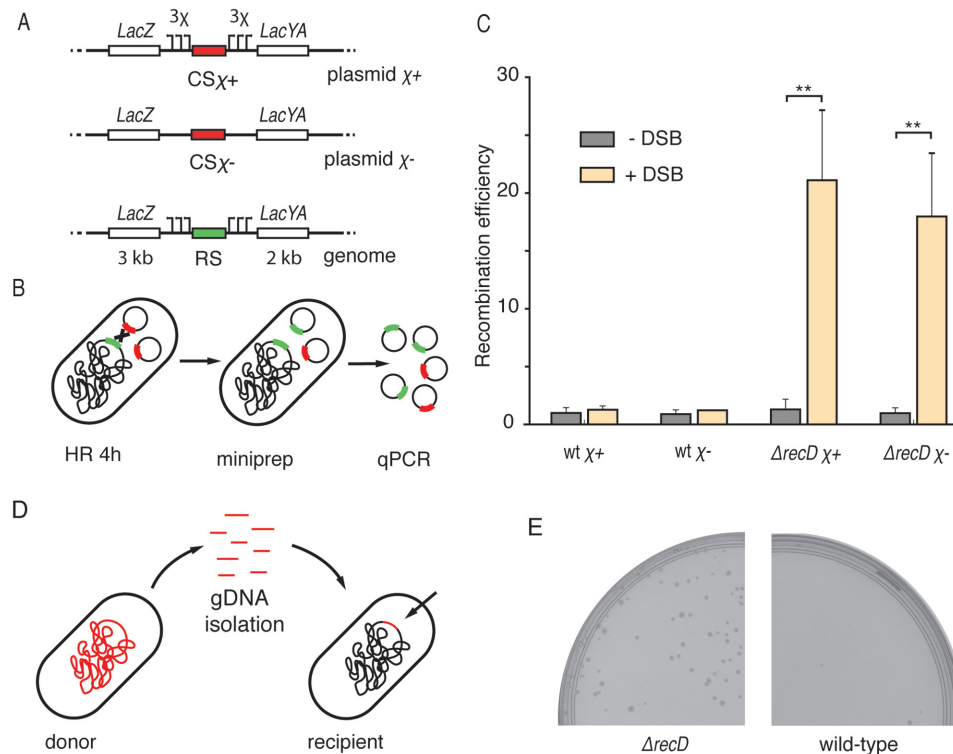 A
LacZ 3χ 3χ LacYA
CSχ+ plasmid χ+
CSχ- plasmid χ-
LacZ LacYA
3 kb RS 2 kb genome
B
HR 4h miniprep qPCR
C
Recombination efficiency
30
20
10
0
- DSB
+ DSB
**
**
wt χ+ wt χ- ΔrecD χ+ ΔrecD χ-
D
gDNA
isolation
donor recipient
E
ΔrecD wild-type